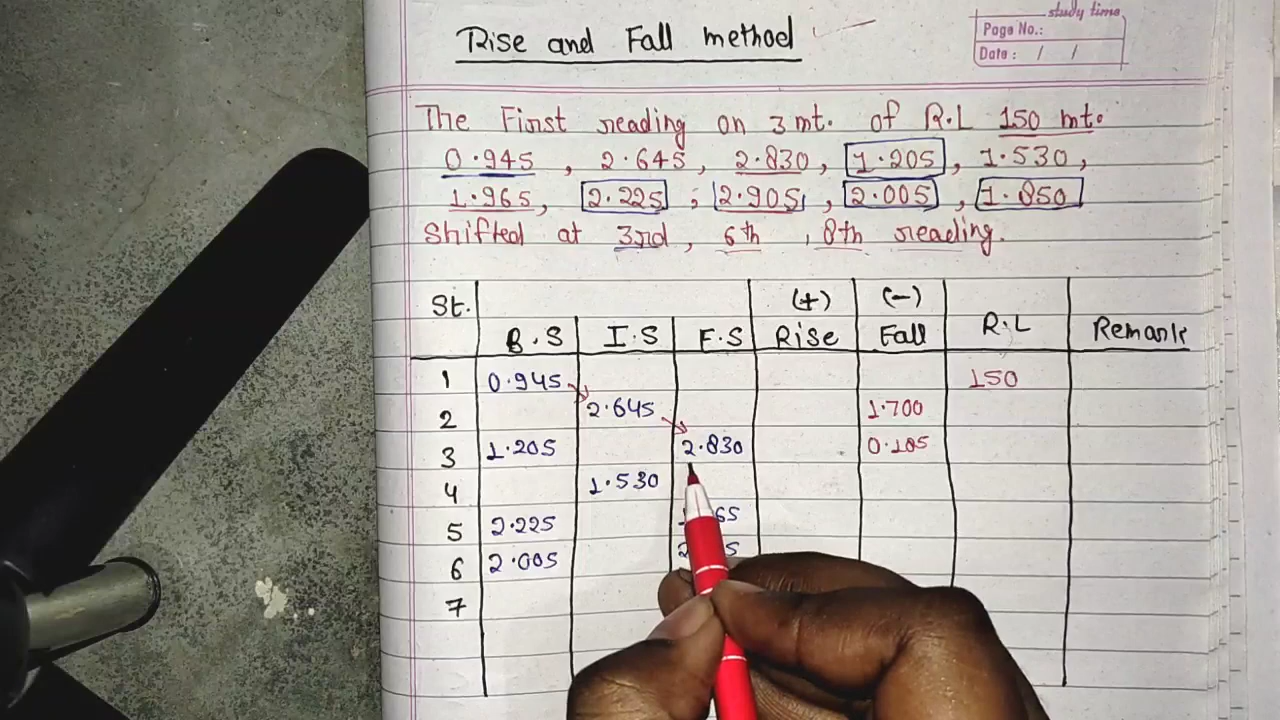 study time
Page No.:
Date : / /
Rise and Fall method
The First reading on 3 mt. of R.L 150 mt.
0.945 , 2.645 , 2.830 , 1.205 , 1.530 ,
1.965 , 2.225 ; 2.905 , 2.005 , 1.850
Shifted at 3rd , 6th , 8th reading.
St. B.S I.S F.S (+) Rise (-) Fall R.L Remark
1 0.945 150
2 2.645 1.700
3 1.205 2.830 0.185
4 1.530
5 2.225
6 2.005
7